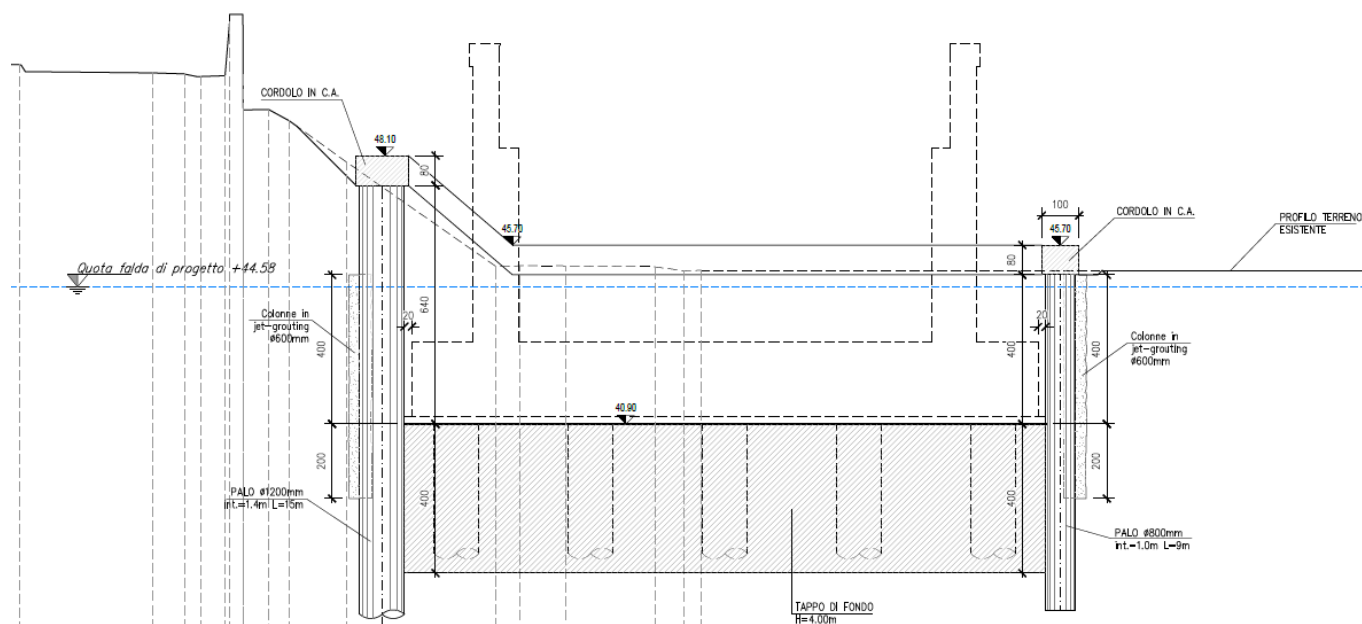 CORDOLO IN C.A.
48.10
80
45.70
100
CORDOLO IN C.A.
45.70
PROFILO TERRENO
ESISTENTE
Quota falda di progetto +44.58
80
640
20
20
Colonne in
jet-grouting
ø600mm
400
400
400
Colonne in
jet-grouting
ø600mm
40.90
200
200
400
400
PALO ø1200mm
int.=1.4m L=15m
PALO ø800mm
int.=1.0m L=9m
TAPPO DI FONDO
H=4.00m